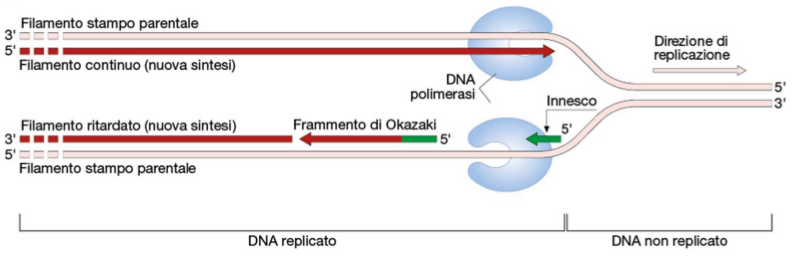 Filamento stampo parentale
3'
5'
Filamento continuo (nuova sintesi)
DNA
polimerasi
Direzione di
replicazione
5'
3'
Innesco
5'
Filamento ritardato (nuova sintesi)
Frammento di Okazaki
3'
5'
5'
Filamento stampo parentale
DNA replicato
DNA non replicato